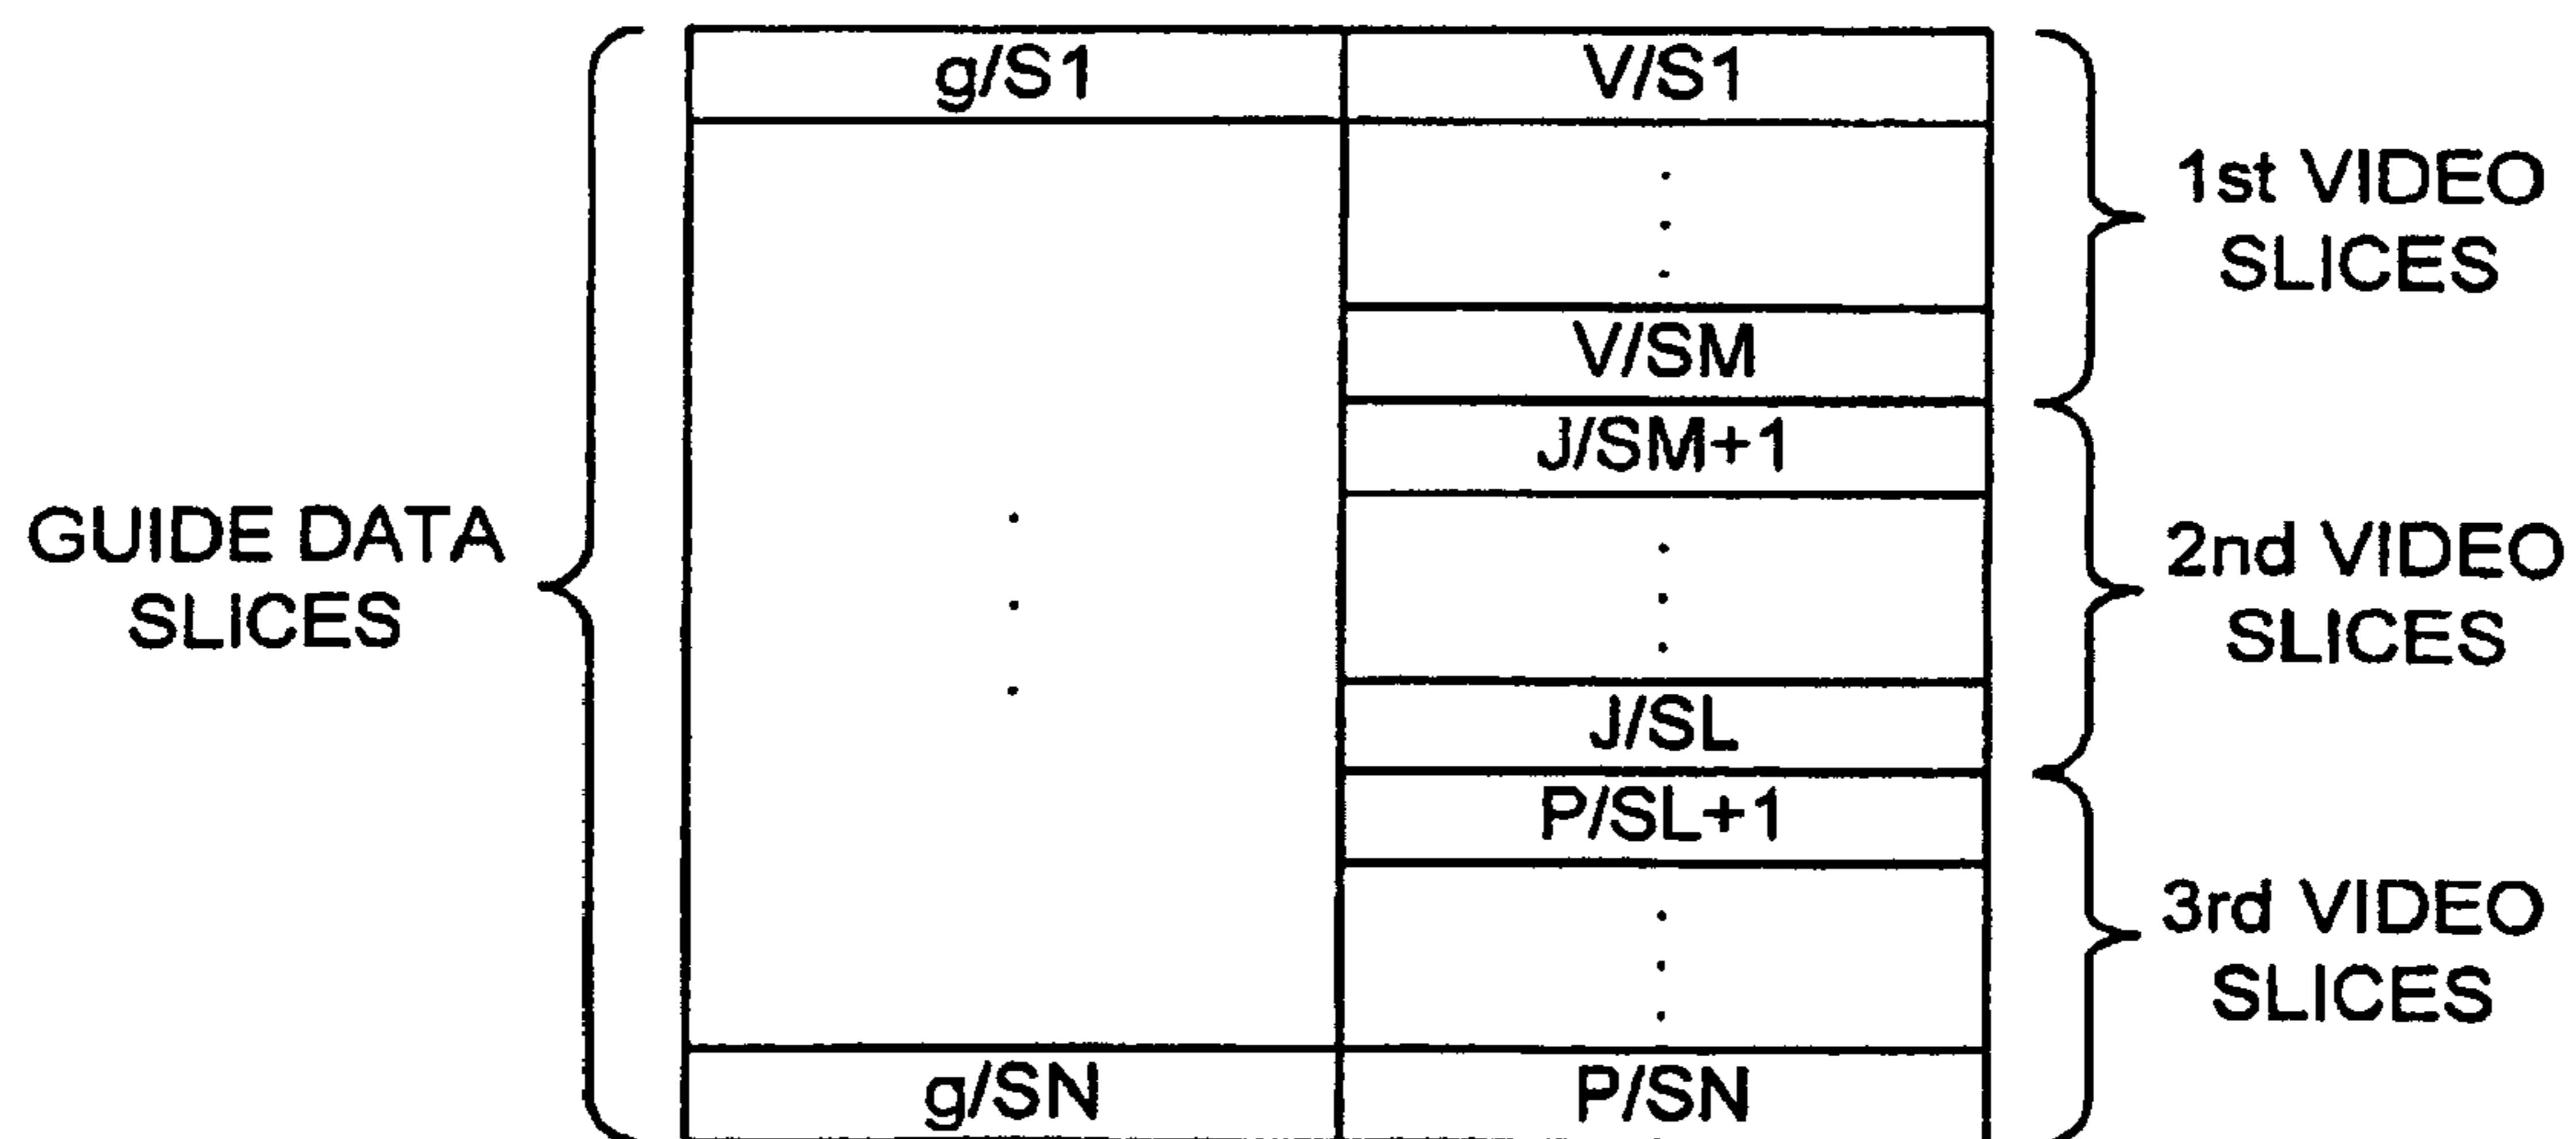 GUIDE DATA
SLICES
g/S1
g/SN
V/S1
V/SM
J/SM+1
J/SL
P/SL+1
P/SN
1st VIDEO
SLICES
2nd VIDEO
SLICES
3rd VIDEO
SLICES